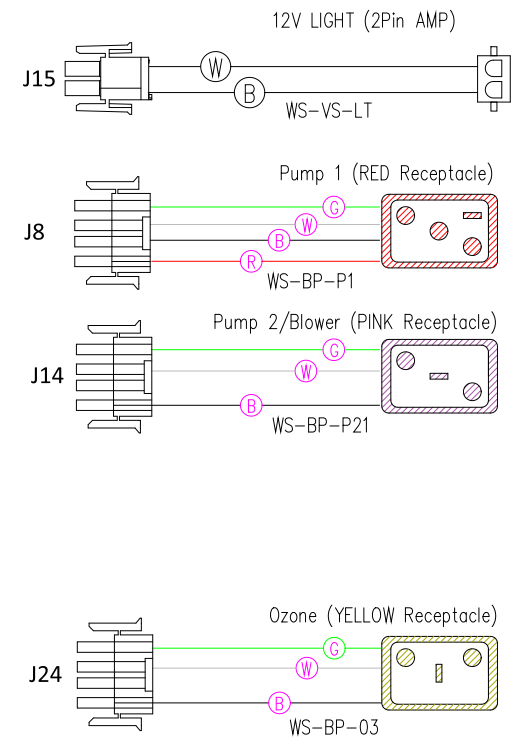 12V LIGHT (2Pin AMP)
J15
W
B
WS-VS-LT
Pump 1 (RED Receptacle)
J8
G
W
B
R
WS-BP-P1
Pump 2/Blower (PINK Receptacle)
J14
G
W
B
WS-BP-P21
Ozone (YELLOW Receptacle)
J24
G
W
B
WS-BP-03